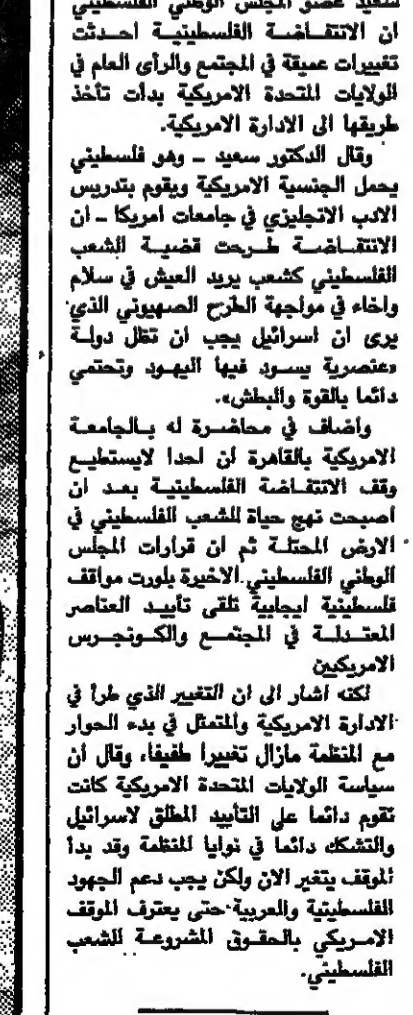 سعيد عضو المجلس الوطني الفلسطيني
ان الانتفاضة الفلسطينية احدثت
تغييرات عميقة في المجتمع والرأى العام في
الولايات المتحدة الامريكية بدأت تأخذ
طريقها الى الادارة الامريكية.
وقال الدكتور سعيد - وهو فلسطيني
يحمل الجنسية الامريكية ويقوم بتدريس
الادب الانجليزي في جامعات امريكا - ان
الانتفاضة طرحت قضية الشعب
الفلسطيني كشعب يريد العيش في سلام
واخاء في مواجهة الطرح الصهيوني الذي
يرى ان اسرائيل يجب ان تظل دولة
«عنصرية يسود فيها اليهود وتحتمي
دائما بالقوة والبطش».
واضاف في محاضرة له بالجامعة
الامريكية بالقاهرة ان احدا لايستطيع
وقف الانتفاضة الفلسطينية بعد ان
اصبحت نهج حياة للشعب الفلسطيني في
الارض المحتلة ثم ان قرارات المجلس
الوطني الفلسطيني الاخيرة بلورت مواقف
فلسطينية ايجابية تلقى تأييد العناصر
المعتدلة في المجتمع والكونجرس
الامريكيين
لكنه اشار الى ان التغيير الذي طرأ في
الادارة الامريكية والمتمثل في بدء الحوار
مع المنظمة مازال تغييرا طفيفا، وقال ان
سياسة الولايات المتحدة الامريكية كانت
تقوم دائما على التأييد المطلق لاسرائيل
والتشكك دائما في نوايا المنظمة وقد بدأ
الموقف يتغير الان ولكن يجب دعم الجهود
الفلسطينية والعربية حتى يعترف الموقف
الامريكي بالحقوق المشروعة للشعب
الفلسطيني.